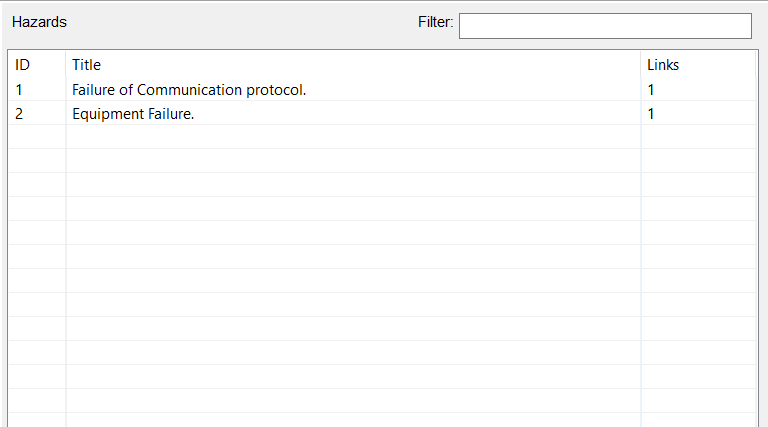 Hazards Filter:
ID Title Links
1 Failure of Communication protocol. 1
2 Equipment Failure. 1